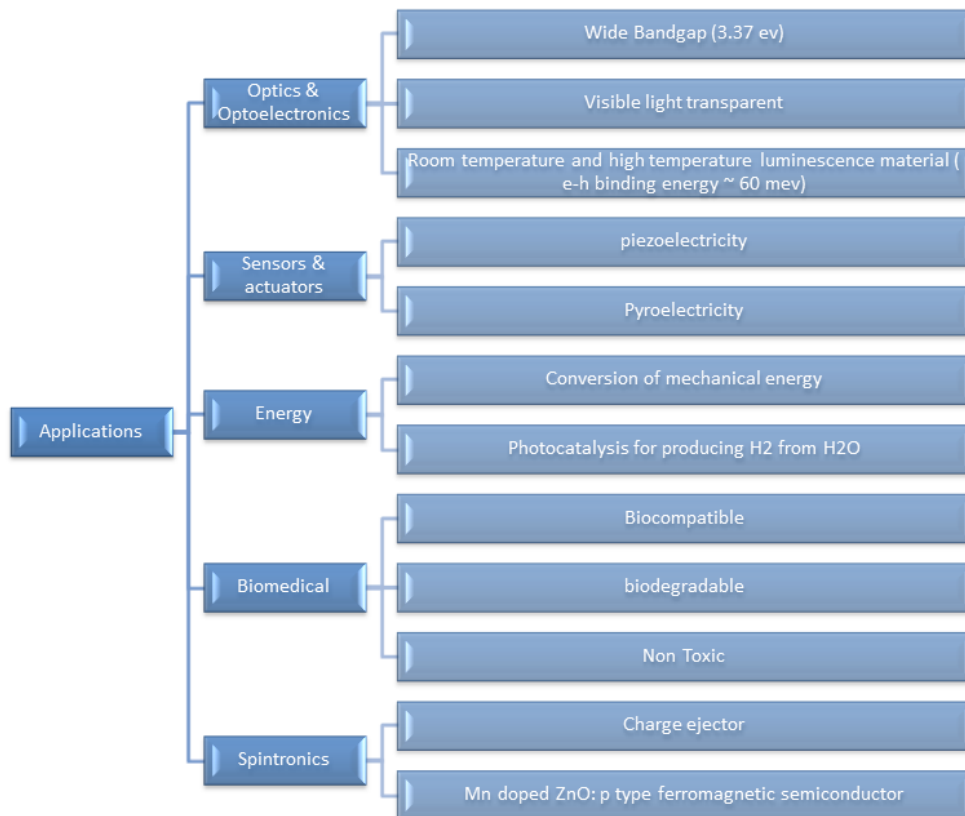 Applications
Optics &
Optoelectronics
Wide Bandgap (3.37 ev)
Visible light transparent
Room temperature and high temperature luminescence material (
e-h binding energy ~ 60 mev)
Sensors &
actuators
piezoelectricity
Pyroelectricity
Energy
Conversion of mechanical energy
Photocatalysis for producing H2 from H2O
Biomedical
Biocompatible
biodegradable
Non Toxic
Spintronics
Charge ejector
Mn doped ZnO: p type ferromagnetic semiconductor